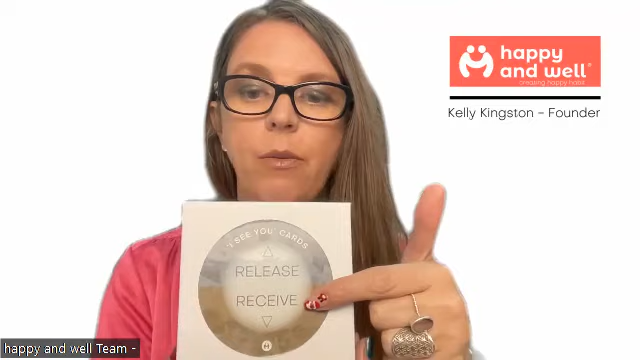 happy
and well®
creating happy habits
Kelly Kingston - Founder
I SEE YOU CARDS
RELEASE
RECEIVE
happy and well Team -